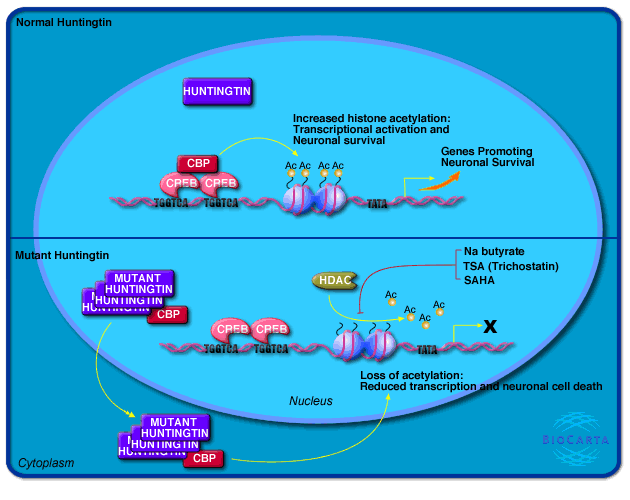 Normal Huntingtin
HUNTINGTIN
Increased histone acetylation:
Transcriptional activation and
Neuronal survival
Genes Promoting
Neuronal Survival
CBP
Ac Ac Ac Ac
CREB CREB
TGGTCA TGGTCA TATA
Mutant Huntingtin
Na butyrate
TSA (Trichostatin)
SAHA
MUTANT
HUNTINGTIN
HUNTINGTIN
HUNTINGTIN
CBP
HDAC
Ac
Ac
Ac
Ac
CREB CREB
X
TGGTCA TGGTCA TATA
Loss of acetylation:
Reduced transcription and neuronal cell death
Nucleus
MUTANT
HUNTINGTIN
HUNTINGTIN
CBP
Cytoplasm
BIOCARTA